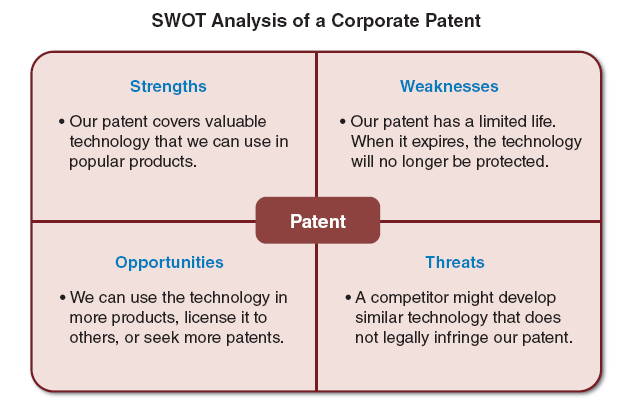 SWOT Analysis of a Corporate Patent
Strengths
• Our patent covers valuable
technology that we can use in
popular products.
Weaknesses
• Our patent has a limited life.
When it expires, the technology
will no longer be protected.
Patent
Opportunities
• We can use the technology in
more products, license it to
others, or seek more patents.
Threats
• A competitor might develop
similar technology that does
not legally infringe our patent.